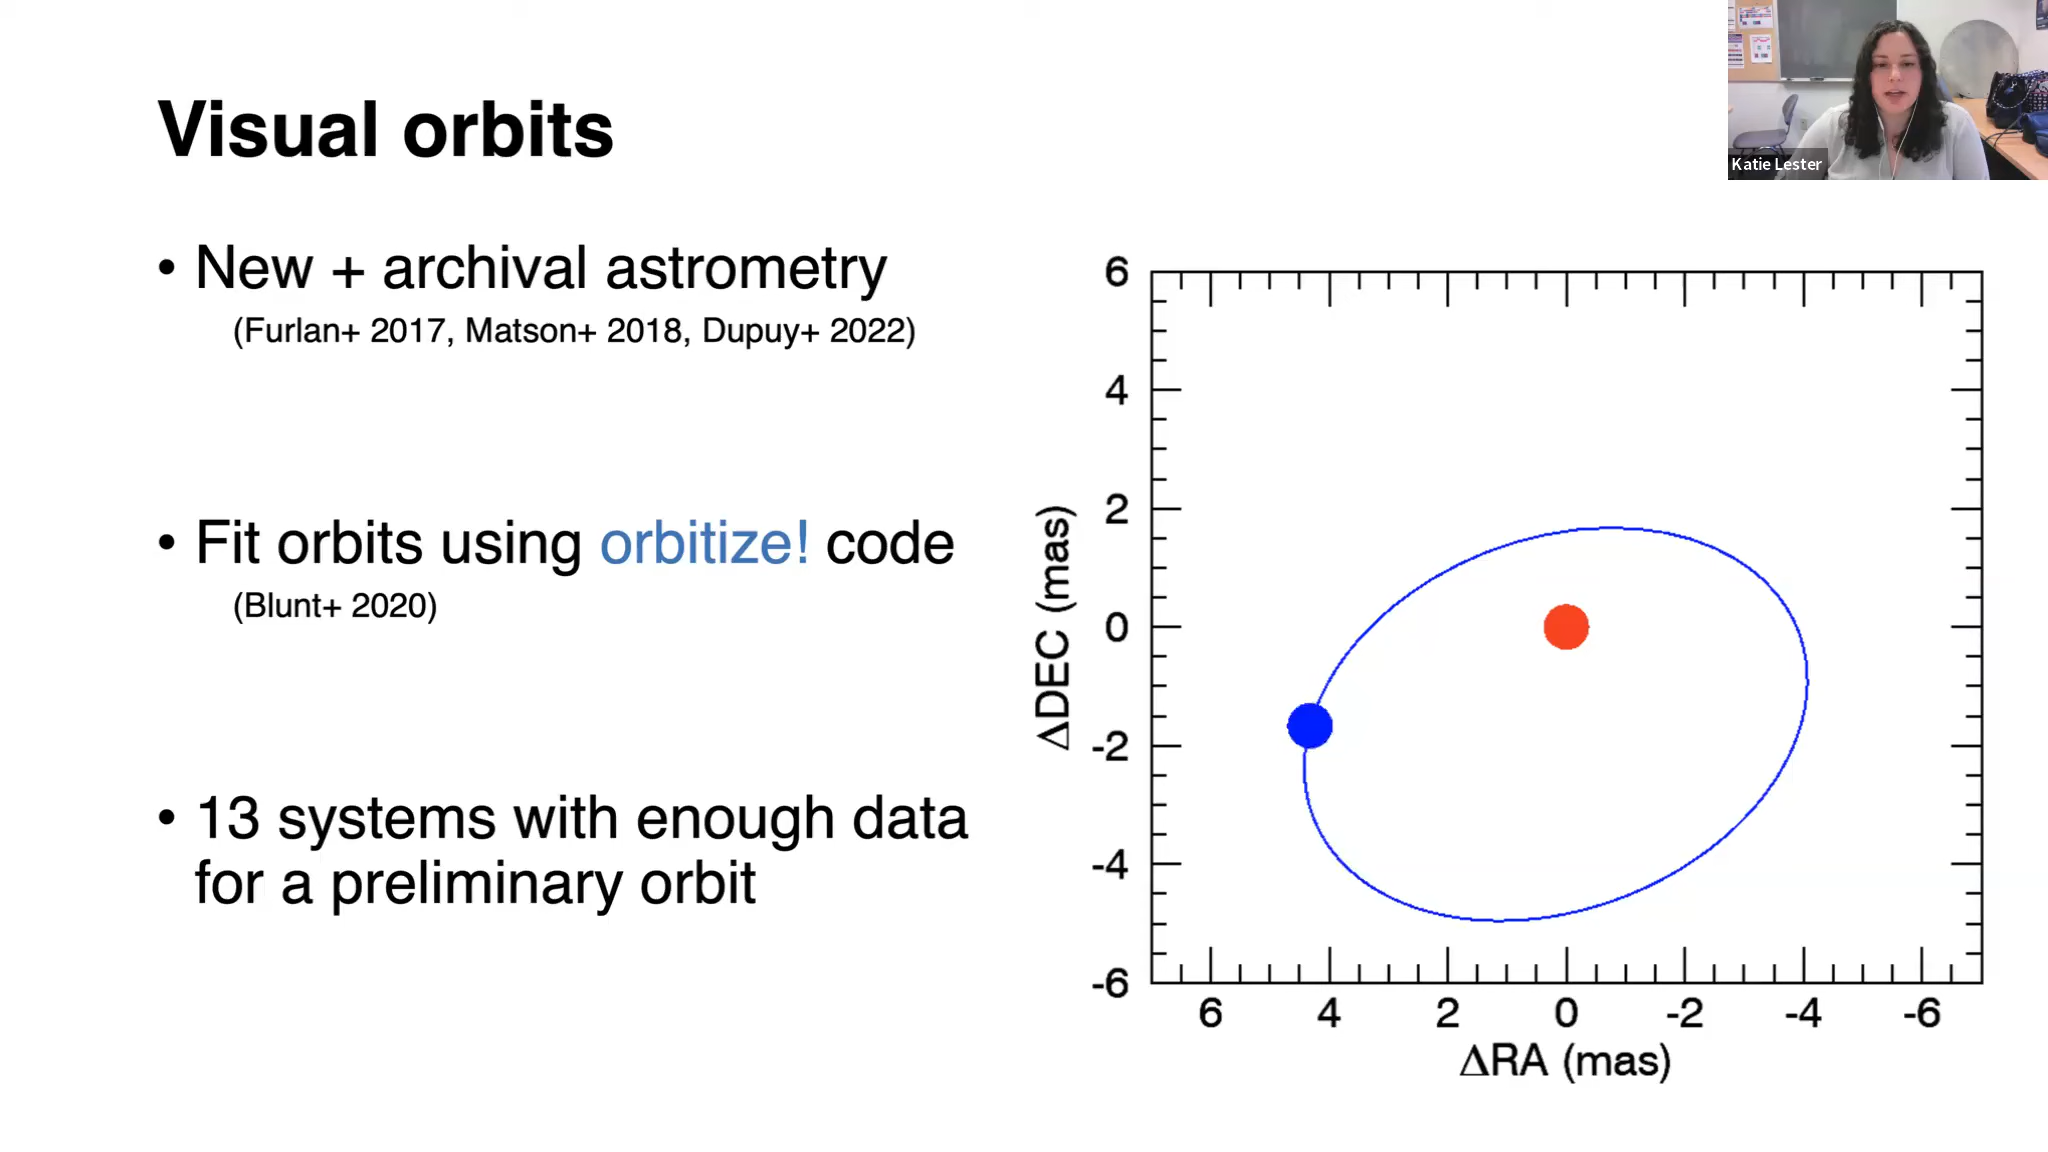 Visual orbits
Katie Lester
• New + archival astrometry
(Furlan+ 2017, Matson+ 2018, Dupuy+ 2022)
• Fit orbits using orbitize! code
(Blunt+ 2020)
• 13 systems with enough data
for a preliminary orbit
6
4
2
0
-2
-4
-6
ΔDEC (mas)
6 4 2 0 -2 -4 -6
ΔRA (mas)